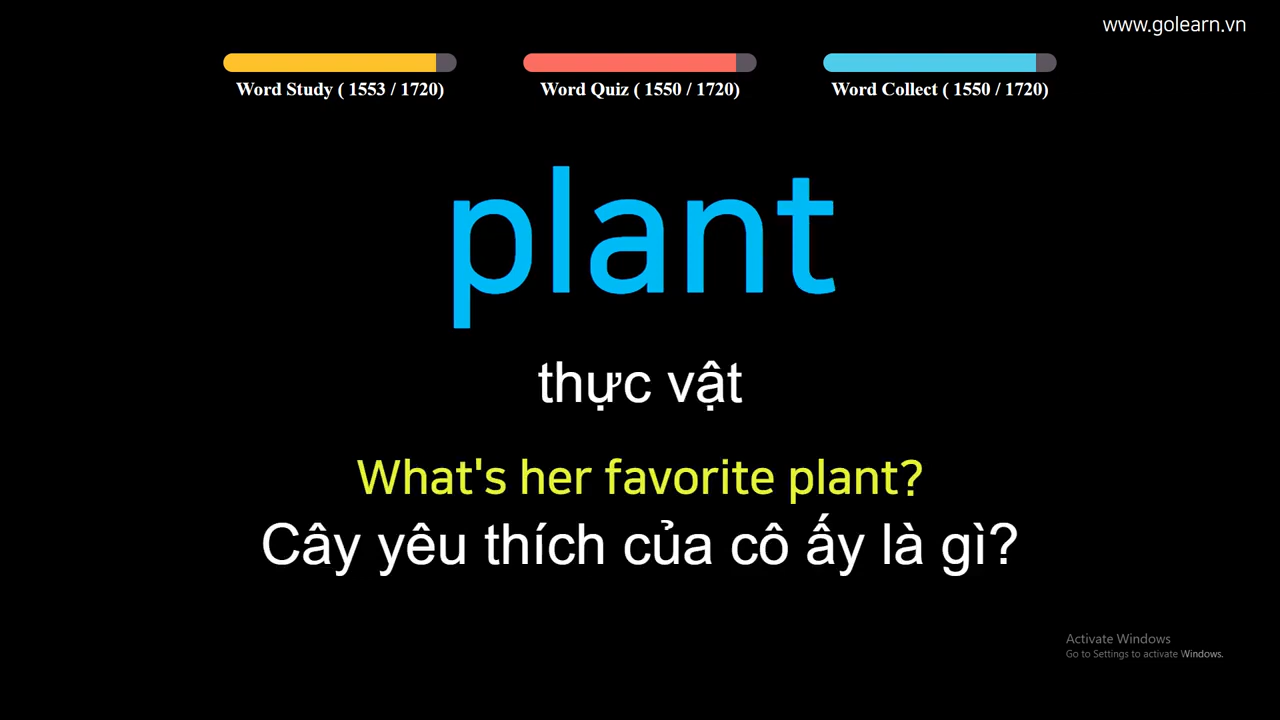 www.golearn.vn
Word Study ( 1553 / 1720)
Word Quiz ( 1550 / 1720)
Word Collect ( 1550 / 1720)
plant
thực vật
What's her favorite plant?
Cây yêu thích của cô ấy là gì?
Activate Windows
Go to Settings to activate Windows.